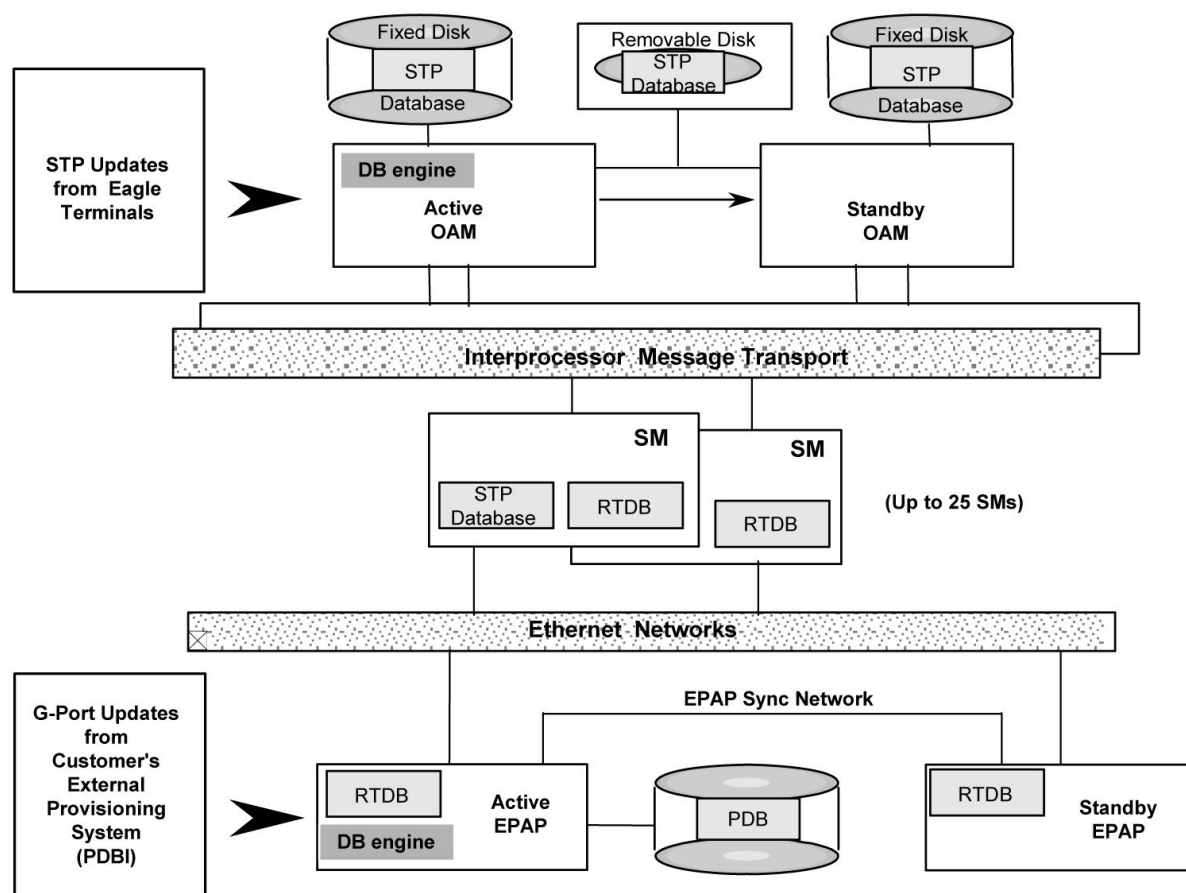 Fixed Disk
STP
Database
Removable Disk
STP
Database
Fixed Disk
STP
Database
STP Updates
from Eagle
Terminals
DB engine
Active
OAM
Standby
OAM
Interprocessor Message Transport
SM
STP
Database
RTDB
SM
RTDB
(Up to 25 SMs)
Ethernet Networks
G-Port Updates
from
Customer's
External
Provisioning
System
(PDBI)
EPAP Sync Network
RTDB
DB engine
Active
EPAP
PDB
RTDB
Standby
EPAP